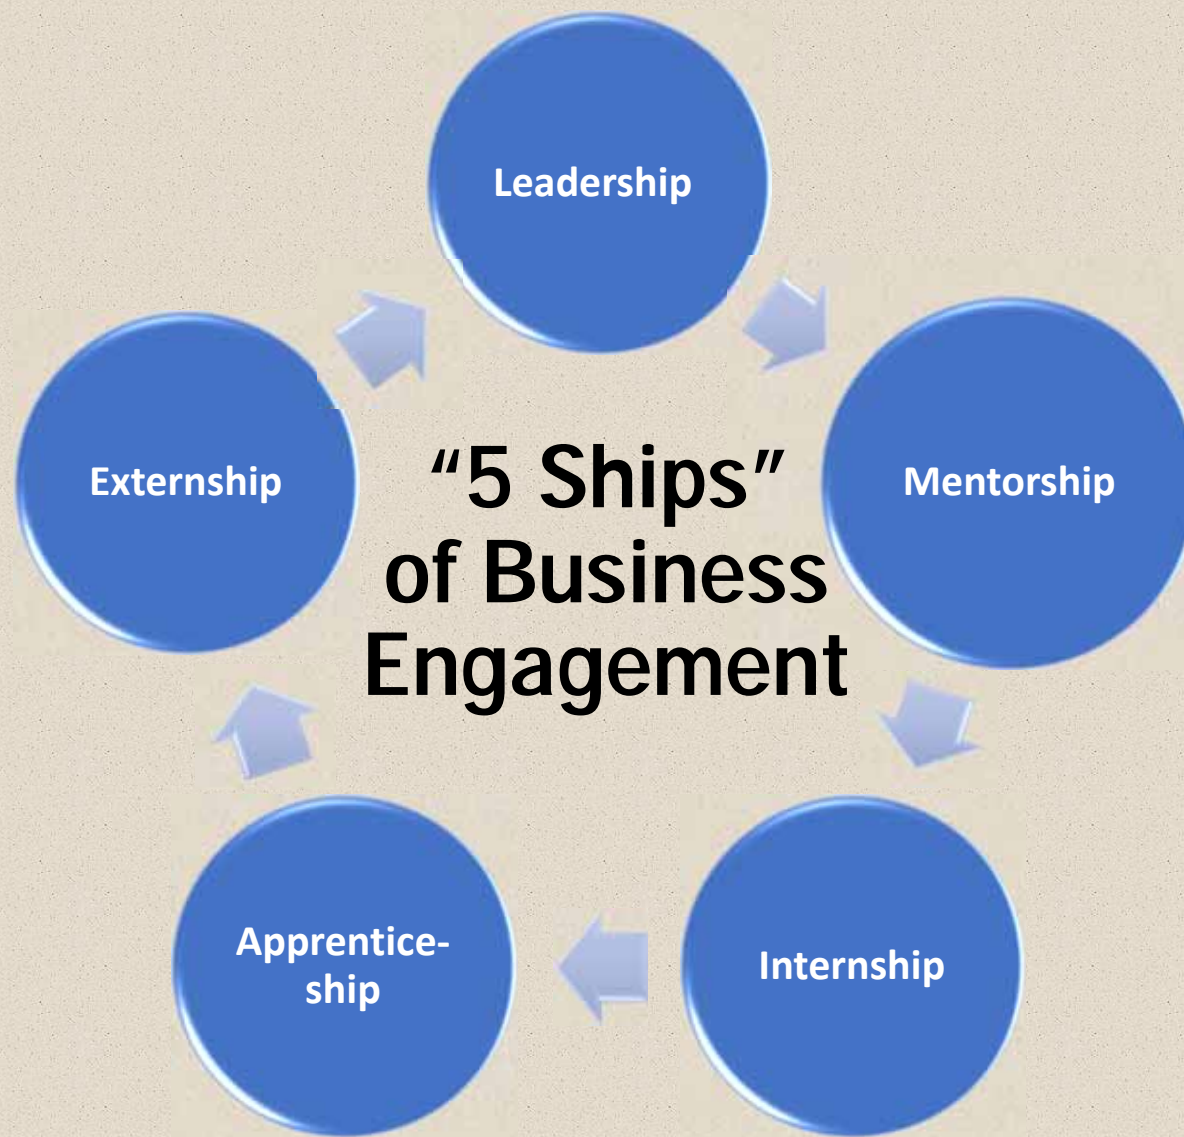 Leadership
Mentorship
Internship
Apprentice-
ship
Externship
“5 Ships”
of Business
Engagement